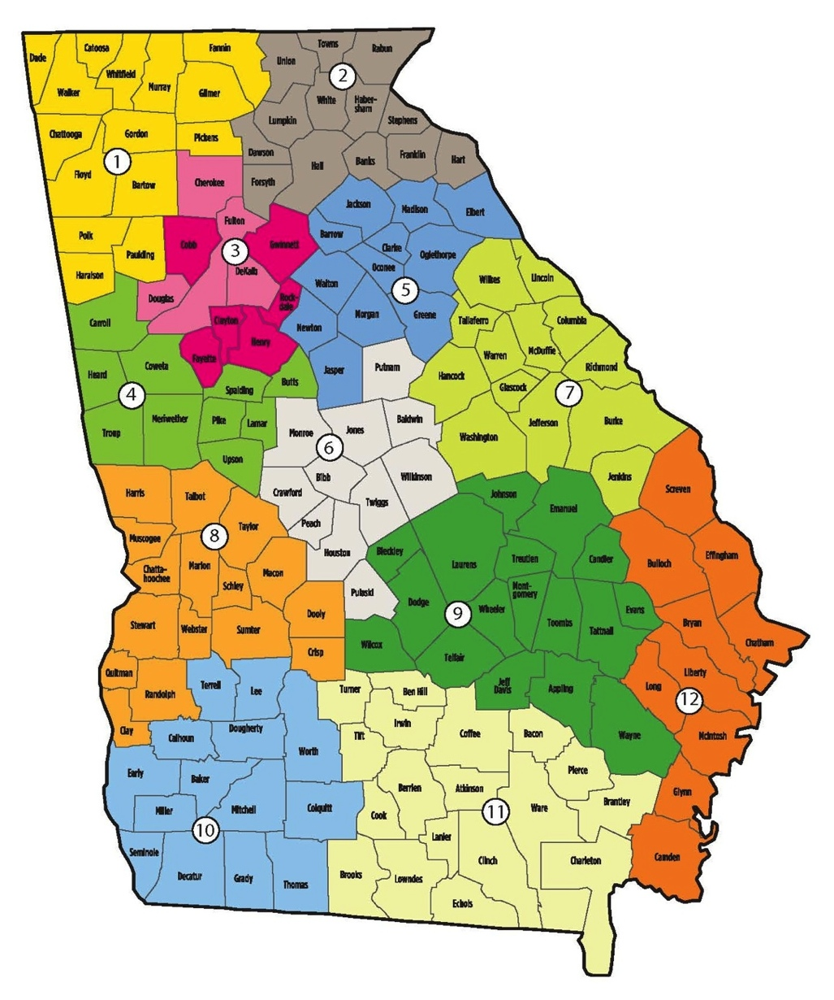 Towns
Fannin
Catoosa
Rabun
Dade
Union
Whitfield
Murray
2
Walker
Gilmer
White
Haber-
sham
Lumpkin
Stephens
Chattooga
Gordon
Pickens
Dawson
Franklin
Hart
Banks
1
Hall
Floyd
Bartow
Cherokee
Forsyth
Jackson
Madison
Elbert
Fulton
Polk
Barrow
Cobb
Gwinnett
Clarke
3
Paulding
Oglethorpe
Oconee
Haralson
DeKalb
Wilkes
Lincoln
Walton
5
Douglas
Rock-
dale
Morgan
Greene
Carroll
Clayton
Newton
Taliaferro
Columbia
Henry
McDuffie
Fayette
Warren
Coweta
Putnam
Richmond
Heard
Jasper
Hancock
Butts
Spalding
Glascock
4
7
Meriwether
Pike
Lamar
Baldwin
Burke
Troup
Monroe
Jones
Jefferson
Washington
6
Upson
Bibb
Wilkinson
Jenkins
Harris
Talbot
Crawford
Johnson
Screven
Twiggs
Emanuel
Taylor
Peach
Muscogee
8
Houston
Bleckley
Effingham
Marion
Laurens
Treutlen
Candler
Bulloch
Chatta-
hoochee
Macon
Schley
Pulaski
Mont-
gomery
Dodge
Wheeler
Evans
Dooly
9
Stewart
Webster
Sumter
Toombs
Tattnall
Bryan
Wilcox
Chatham
Crisp
Telfair
Quitman
Liberty
Terrell
Jeff
Davis
Long
Turner
Ben Hill
Appling
Randolph
Lee
12
Irwin
Clay
Dougherty
Tift
Coffee
Bacon
Wayne
McIntosh
Calhoun
Worth
Pierce
Early
Baker
Berrien
Atkinson
Glynn
Miller
Mitchell
Colquitt
Cook
11
Ware
Brantley
10
Lanier
Seminole
Clinch
Charleton
Camden
Decatur
Grady
Thomas
Brooks
Lowndes
Echols